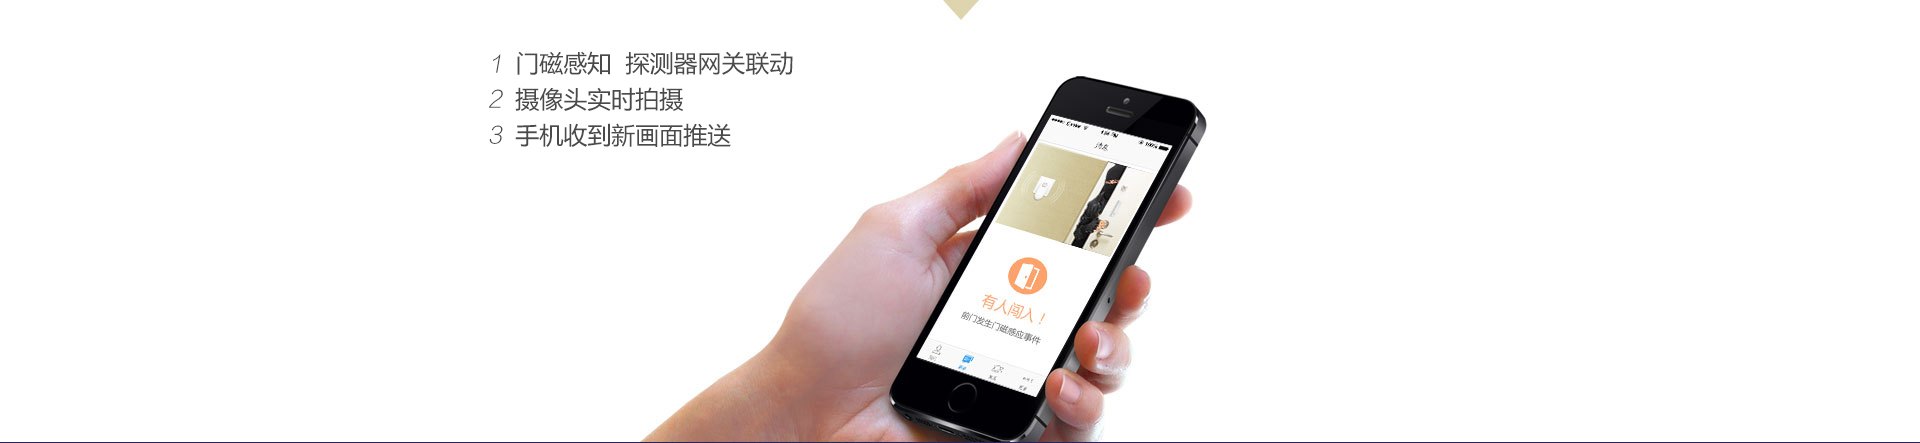 1 门磁感知 探测器网关联动
2 摄像头实时拍摄
3 手机收到新画面推送
消息
有人闯入！
前门发生门磁感应事件